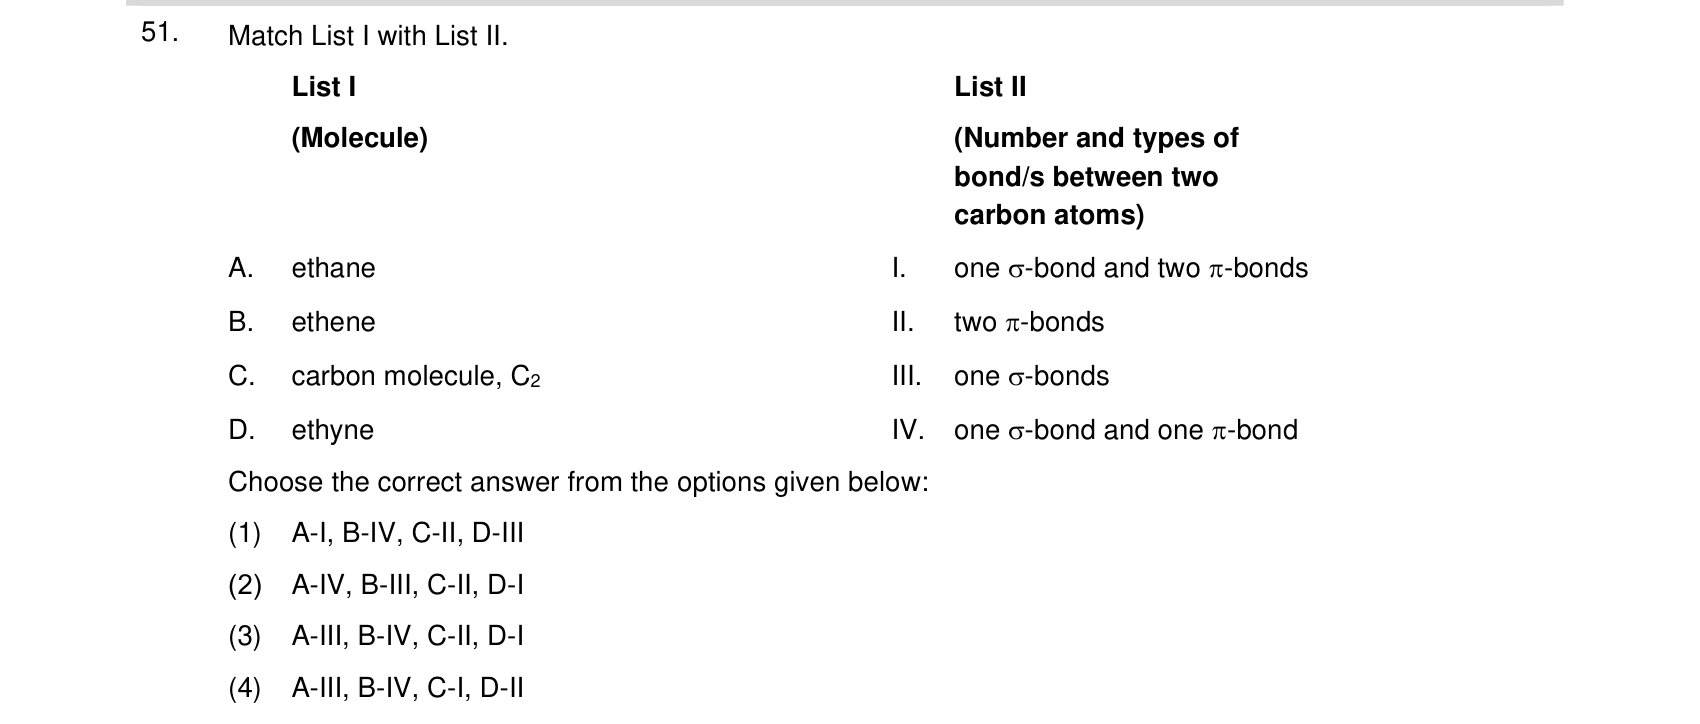 51. Match List I with List II.
List I List II
(Molecule) (Number and types of
bond/s between two
carbon atoms)
A. ethane I. one σ-bond and two π-bonds
B. ethene II. two π-bonds
C. carbon molecule, C₂ III. one σ-bonds
D. ethyne IV. one σ-bond and one π-bond
Choose the correct answer from the options given below:
(1) A-I, B-IV, C-II, D-III
(2) A-IV, B-III, C-II, D-I
(3) A-III, B-IV, C-II, D-I
(4) A-III, B-IV, C-I, D-II